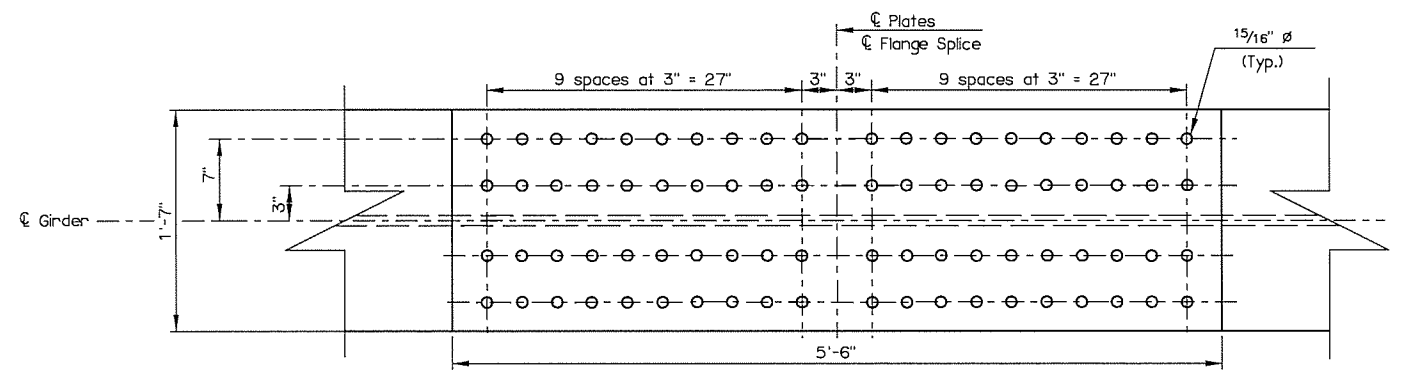 ℄ Plates
℄ Flange Splice
15/16" Ø
(Typ.)
9 spaces at 3" = 27"
3"
3"
9 spaces at 3" = 27"
7"
3"
1'-7"
℄ Girder
5'-6"